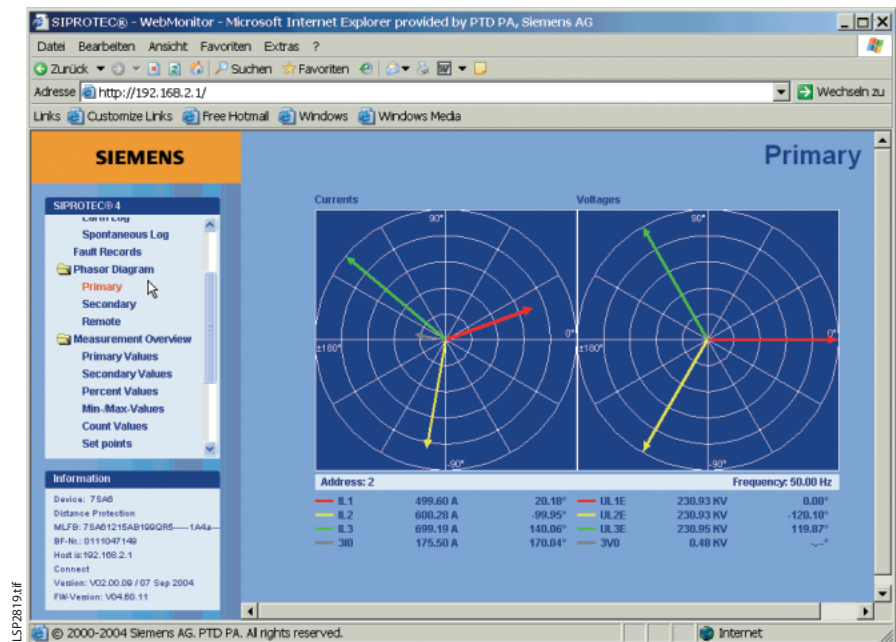 SIPROTEC® - WebMonitor - Microsoft Internet Explorer provided by PTD PA, Siemens AG
Datei Bearbeiten Ansicht Favoriten Extras ?
Zurück Suchen Favoriten
Adresse http://192.168.2.1/ Wechseln zu
Links Customize Links Free Hotmail Windows Windows Media
SIEMENS
Primary
SIPROTEC® 4
Earth Log
Spontaneous Log
Fault Records
Phasor Diagram
Primary
Secondary
Remote
Measurement Overview
Primary Values
Secondary Values
Percent Values
Min-/Max-Values
Count Values
Set points
Information
Device: 7SA6
Distance Protection
BF-Nr.: 0111047149
Host is:192.168.2.1
Connect
Version: V02.00.09 / 07 Sep 2004
FW-Version: V04.60.11
Currents
90°
0°
±180°
-90°
Voltages
90°
0°
±180°
-90°
Address: 2 Frequency: 50.00 Hz
IL1 499.60 A 20.18° UL1E 230.93 KV 0.00°
IL2 600.28 A -99.95° UL2E 230.93 KV -120.10°
IL3 699.19 A 140.06° UL3E 230.95 KV 119.87°
3I0 175.50 A 170.04° 3V0 0.48 KV -,--°
© 2000-2004 Siemens AG. PTD PA. All rights reserved. Internet
LSP2819.tif